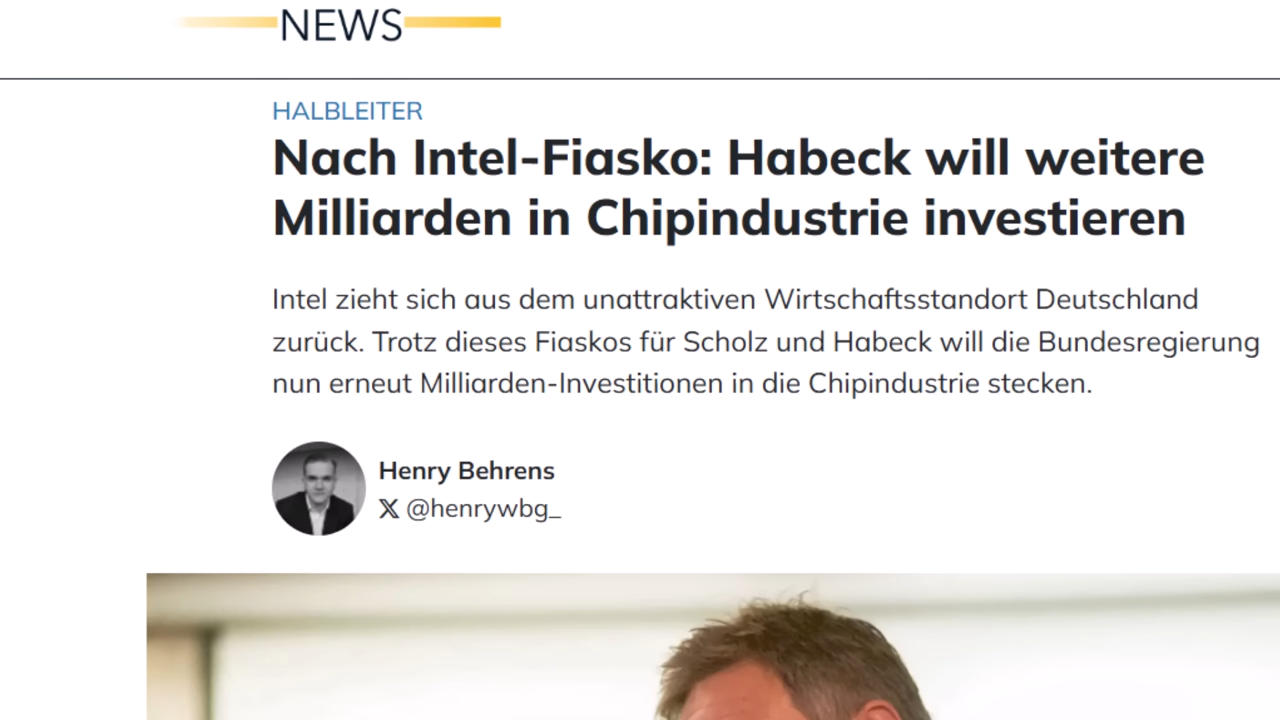 NEWS
HALBLEITER
Nach Intel-Fiasko: Habeck will weitere
Milliarden in Chipindustrie investieren
Intel zieht sich aus dem unattraktiven Wirtschaftsstandort Deutschland
zurück. Trotz dieses Fiaskos für Scholz und Habeck will die Bundesregierung
nun erneut Milliarden-Investitionen in die Chipindustrie stecken.
Henry Behrens
𝕏 @henrywbg_